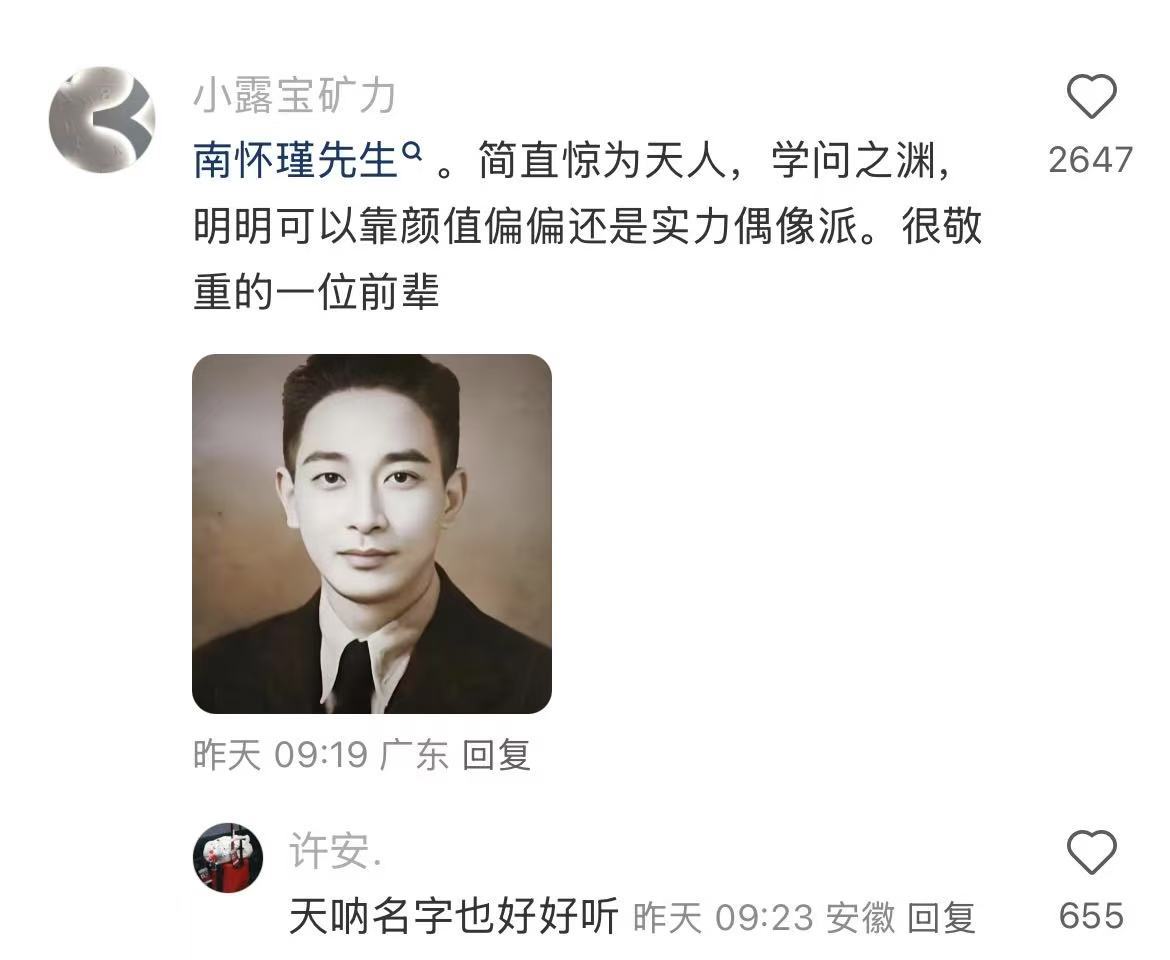 小露宝矿力
南怀瑾先生。简直惊为天人，学问之渊，
2647
明明可以靠颜值偏偏还是实力偶像派。很敬
重的一位前辈
昨天 09:19 广东 回复
许安.
天呐名字也好好听 昨天 09:23 安徽 回复
655